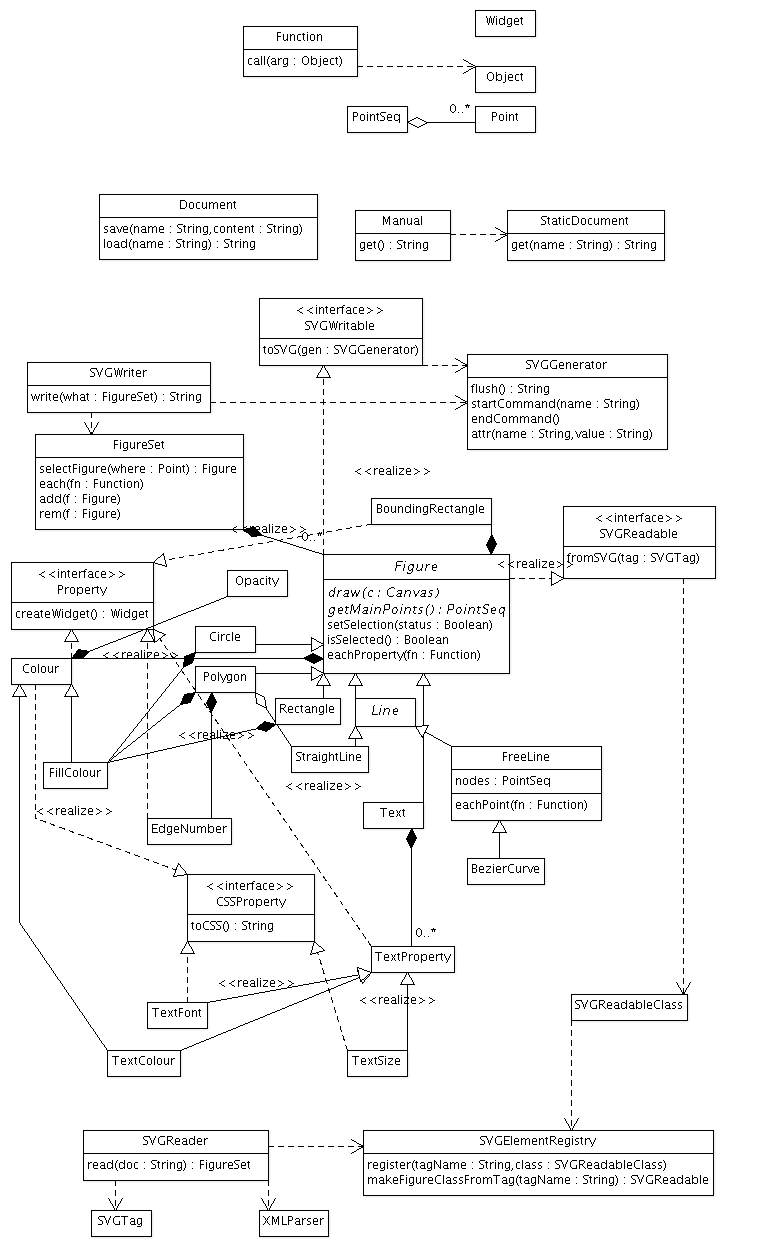 Widget
Function
call(arg : Object)
Object
0..*
PointSeq
Point
Document
save(name : String,content : String)
load(name : String) : String
Manual
get() : String
StaticDocument
get(name : String) : String
<<interface>>
SVGWritable
toSVG(gen : SVGGenerator)
SVGWriter
write(what : FigureSet) : String
SVGGenerator
flush() : String
startCommand(name : String)
endCommand()
attr(name : String,value : String)
FigureSet
selectFigure(where : Point) : Figure
each(fn : Function)
add(f : Figure)
rem(f : Figure)
<<realize>>
BoundingRectangle
<<realize>>
0..*
<<interface>>
SVGReadable
fromSVG(tag : SVGTag)
<<realize>>
<<interface>>
Property
createWidget() : Widget
Opacity
Figure
draw(c : Canvas)
getMainPoints() : PointSeq
setSelection(status : Boolean)
isSelected() : Boolean
eachProperty(fn : Function)
Circle
<<realize>>
Colour
Polygon
Rectangle
Line
<<realize>>
StraightLine
FreeLine
nodes : PointSeq
eachPoint(fn : Function)
FillColour
<<realize>>
<<realize>>
Text
EdgeNumber
BezierCurve
<<interface>>
CSSProperty
toCSS() : String
0..*
TextProperty
<<realize>>
<<realize>>
TextFont
SVGReadableClass
TextColour
TextSize
SVGReader
read(doc : String) : FigureSet
SVGElementRegistry
register(tagName : String,class : SVGReadableClass)
makeFigureClassFromTag(tagName : String) : SVGReadable
SVGTag
XMLParser